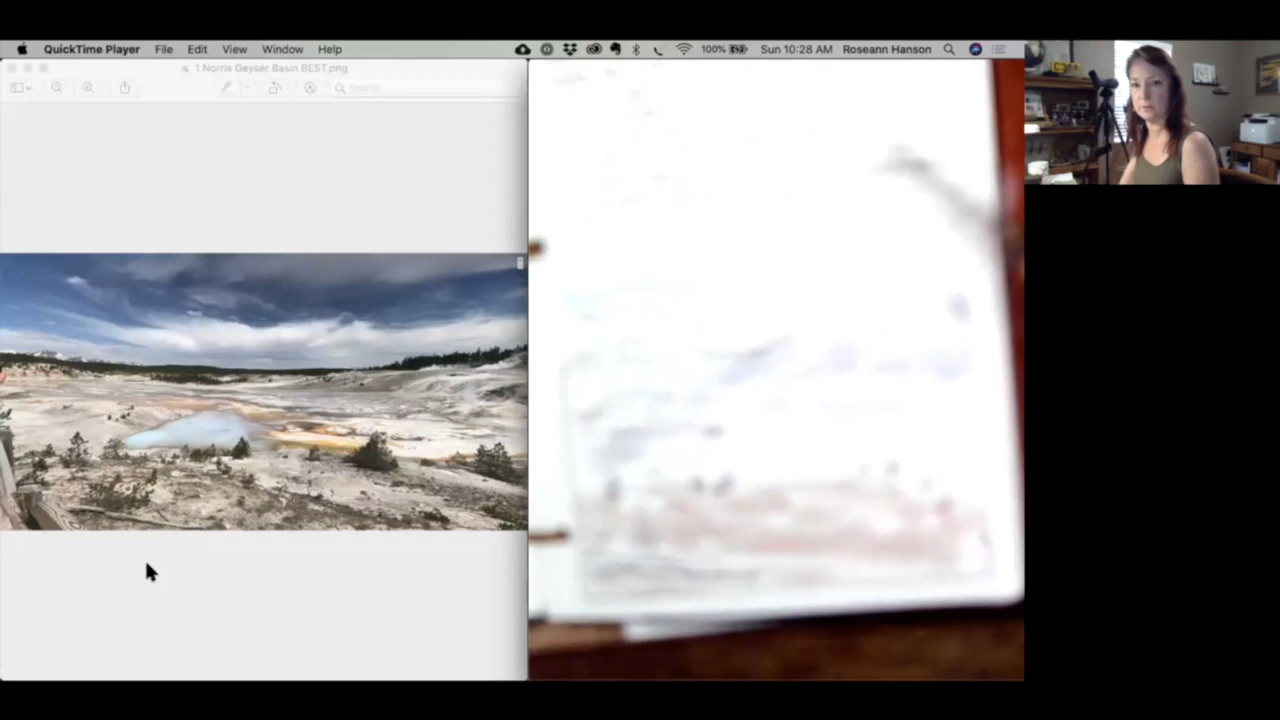 QuickTime Player File Edit View Window Help 100% Sun 10:28 AM Roseann Hanson
1 Norris Geyser Basin BEST.png
Search